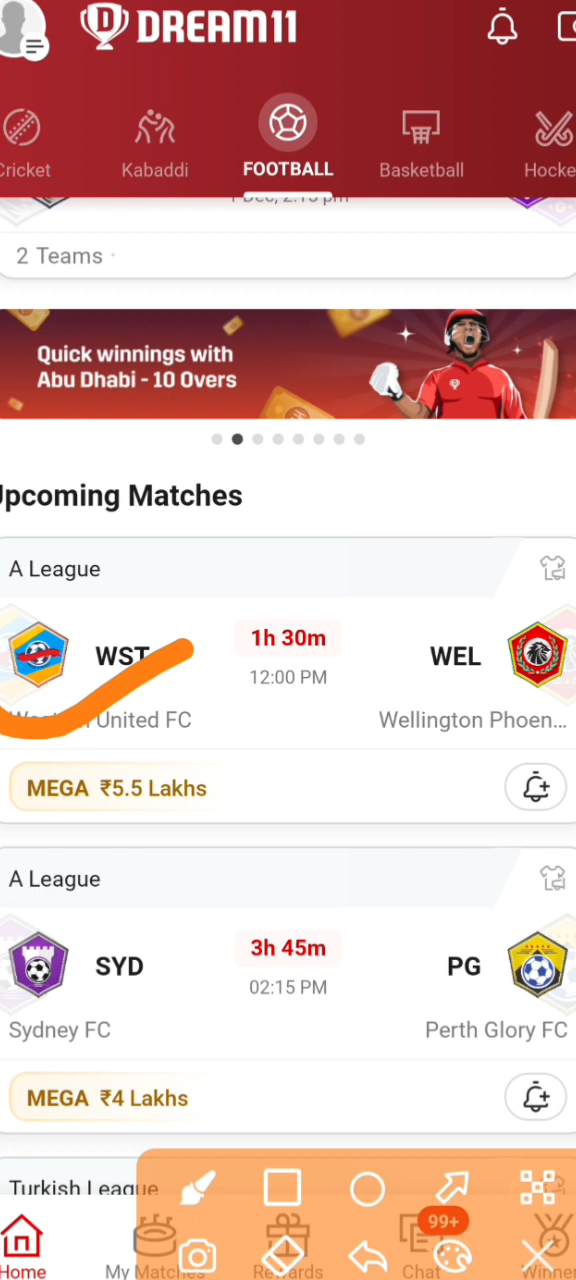 DREAM11
Cricket
Kabaddi
FOOTBALL
Basketball
Hocke
2 Teams
Quick winnings with
Abu Dhabi - 10 Overs
Upcoming Matches
A League
WST
1h 30m
12:00 PM
WEL
United FC
Wellington Phoen...
MEGA ₹5.5 Lakhs
A League
SYD
3h 45m
02:15 PM
PG
Sydney FC
Perth Glory FC
MEGA ₹4 Lakhs
Turkish League
99+
Home
My Matches
Rewards
Chat
Winner